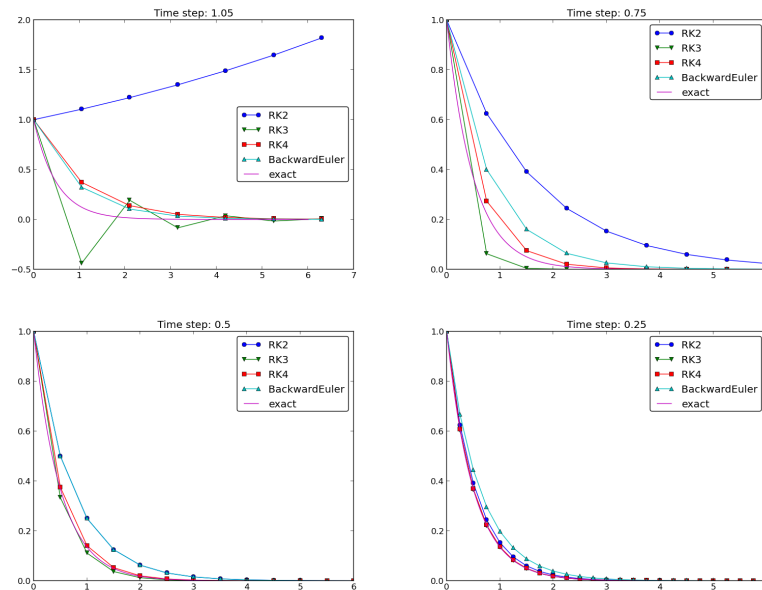 Time step: 1.05
2.0
1.5
1.0
0.5
0.0
−0.5
0 1 2 3 4 5 6 7
RK2
RK3
RK4
BackwardEuler
exact
Time step: 0.75
1.0
0.8
0.6
0.4
0.2
0.0
0 1 2 3 4 5
RK2
RK3
RK4
BackwardEuler
exact
Time step: 0.5
1.0
0.8
0.6
0.4
0.2
0.0
0 1 2 3 4 5 6
RK2
RK3
RK4
BackwardEuler
exact
Time step: 0.25
1.0
0.8
0.6
0.4
0.2
0.0
0 1 2 3 4 5
RK2
RK3
RK4
BackwardEuler
exact